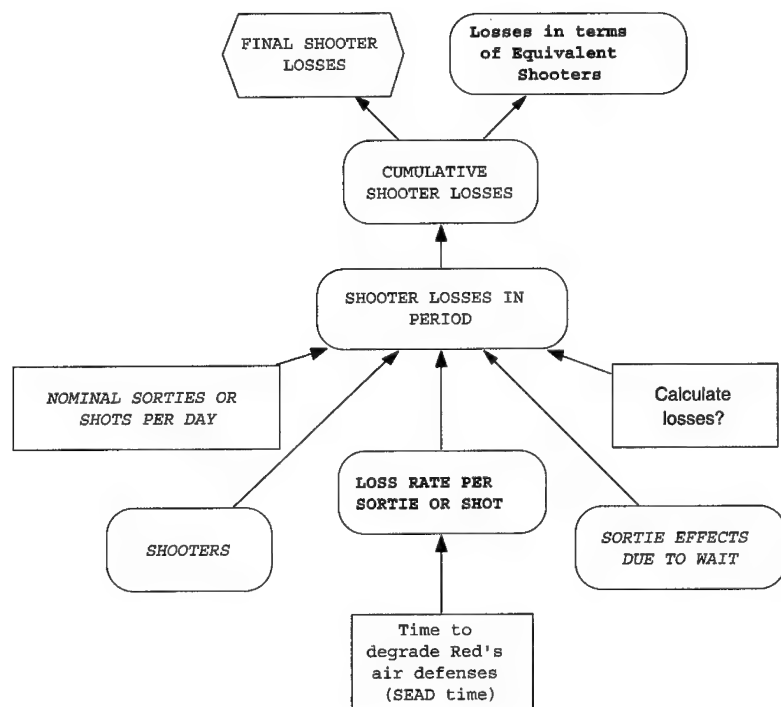 FINAL SHOOTER
LOSSES
Losses in terms
of Equivalent
Shooters
CUMULATIVE
SHOOTER LOSSES
SHOOTER LOSSES IN
PERIOD
NOMINAL SORTIES OR
SHOTS PER DAY
Calculate
losses?
LOSS RATE PER
SORTIE OR SHOT
SHOOTERS
SORTIE EFFECTS
DUE TO WAIT
Time to
degrade Red's
air defenses
(SEAD time)